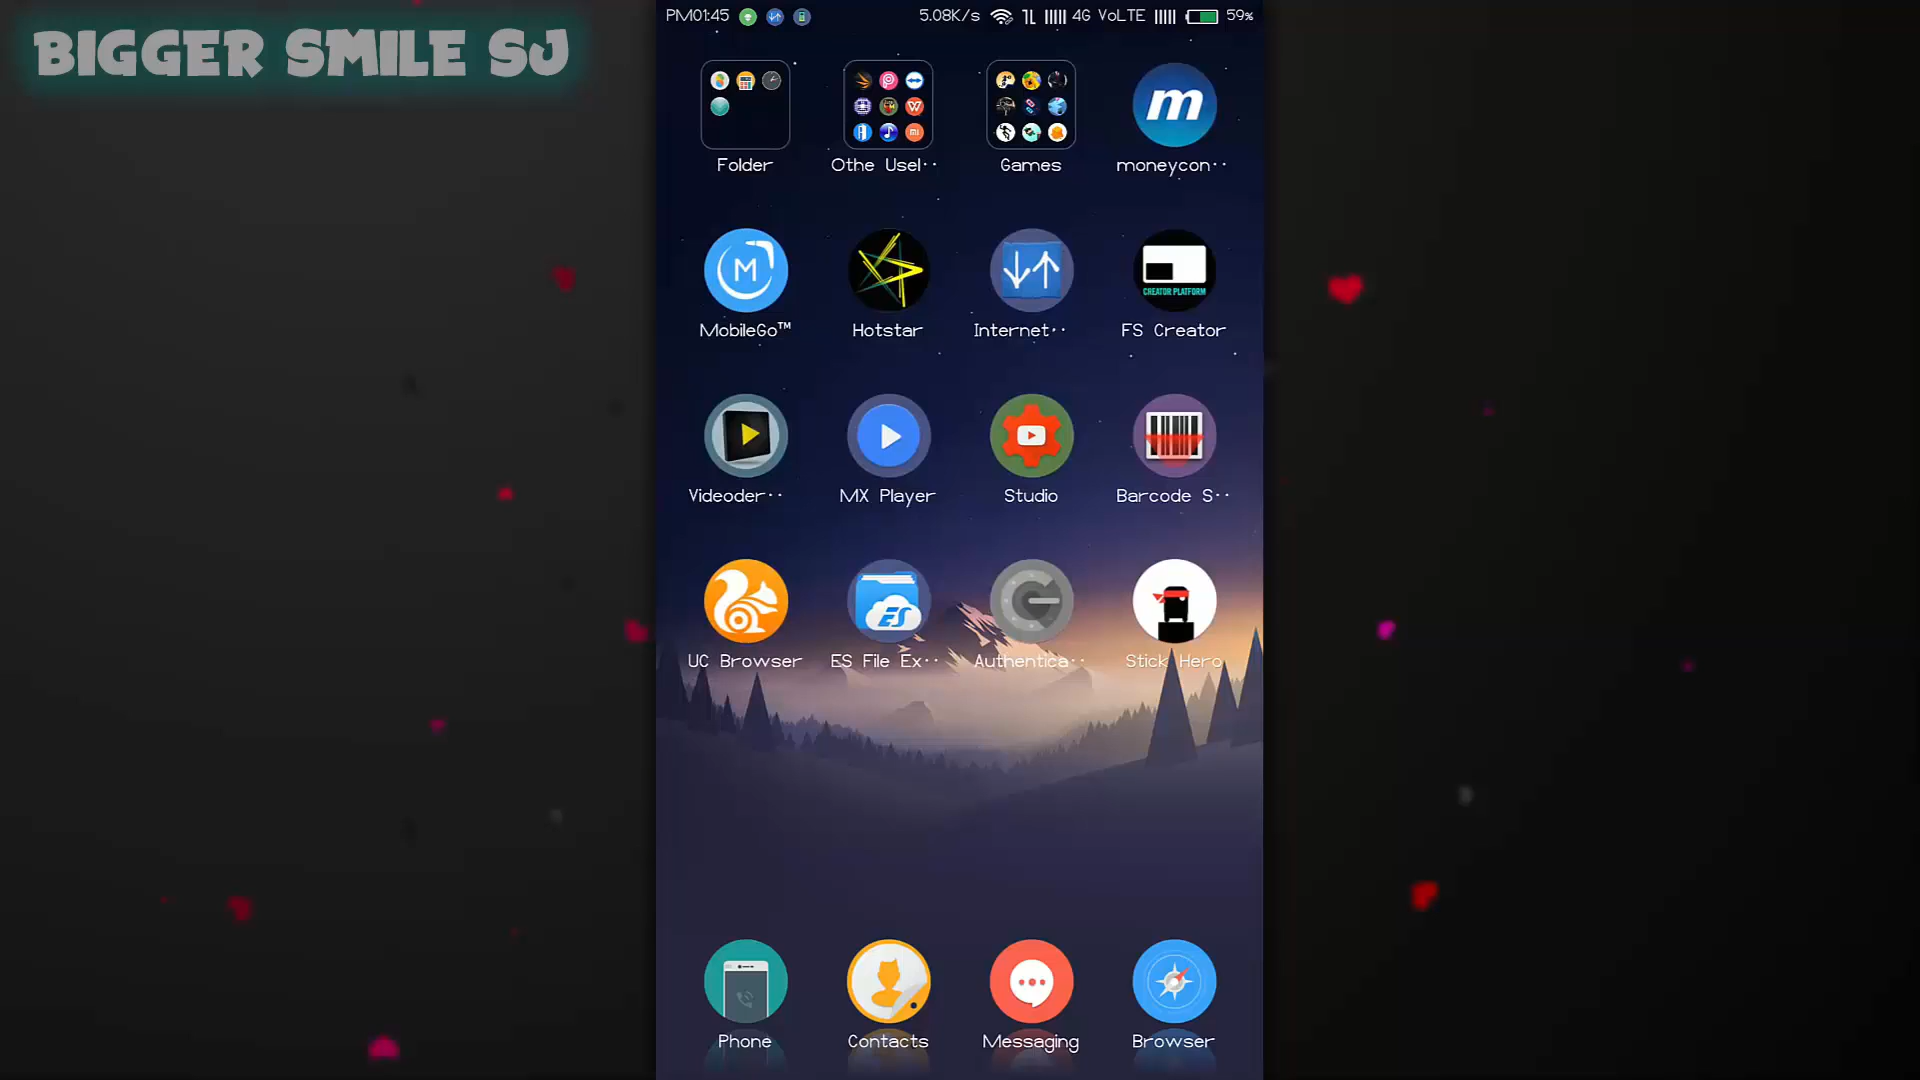 BIGGER SMILE SJ
PM01:45 5.08K/s 4G VoLTE 59%
Folder Othe Usel·· Games moneycon··
MobileGo™ Hotstar Internet·· FS Creator
CREATOR PLATFORM
Videoder·· MX Player Studio Barcode S··
UC Browser ES File Ex·· Authentica·· Stick Hero
Phone Contacts Messaging Browser